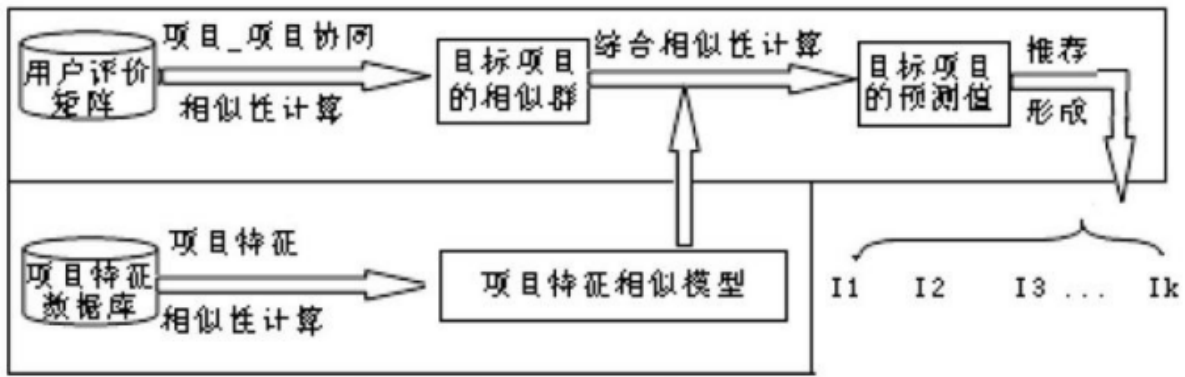 用户评价
矩阵
项目_项目协同
相似性计算
目标项目
的相似群
综合相似性计算
目标项目
的预测值
推荐
形成
项目特征
数据库
项目特征
相似性计算
项目特征相似模型
I1 I2 I3 ... Ik